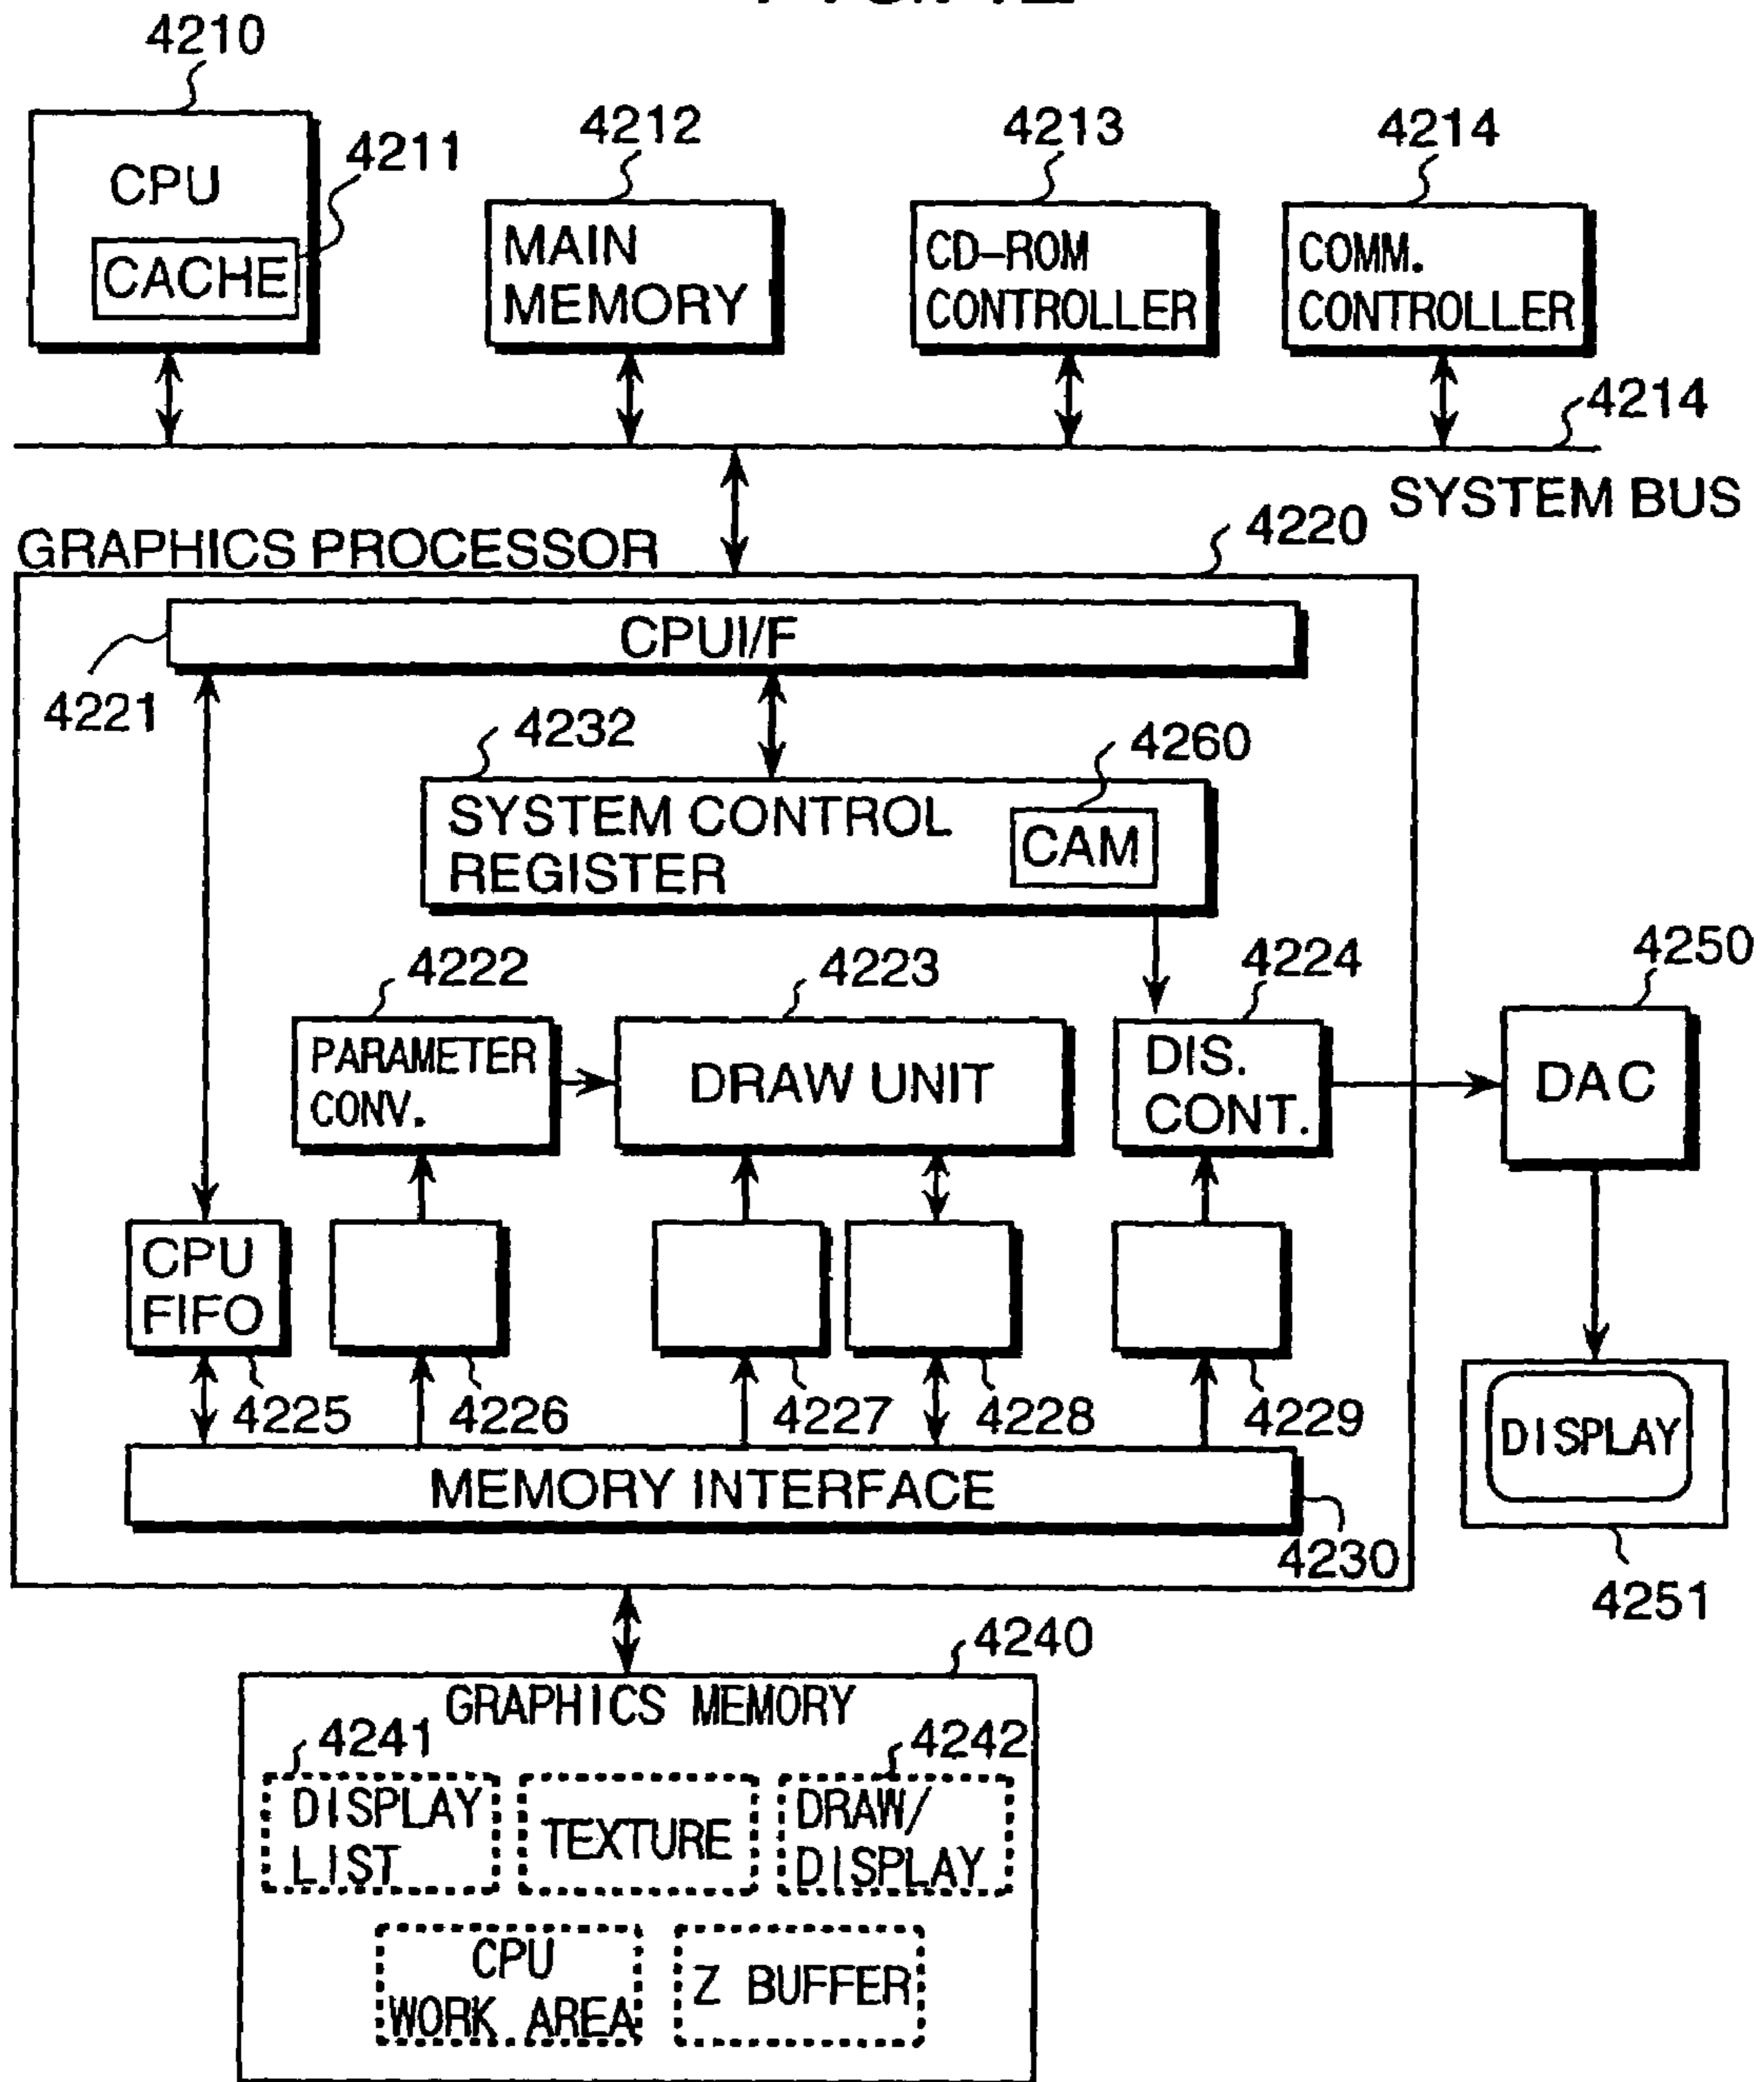 4210
4211
4212
4213
4214
CPU
CACHE
MAIN
MEMORY
CD-ROM
CONTROLLER
COMM.
CONTROLLER
4214
SYSTEM BUS
GRAPHICS PROCESSOR
4220
CPUI/F
4221
4232
4260
SYSTEM CONTROL
REGISTER
CAM
4222
4223
4224
4250
PARAMETER
CONV.
DRAW UNIT
DIS.
CONT.
DAC
CPU
FIFO
4225
4226
4227
4228
4229
DISPLAY
MEMORY INTERFACE
4230
4251
4240
GRAPHICS MEMORY
4241
4242
DISPLAY
LIST
TEXTURE
DRAW/
DISPLAY
CPU
WORK AREA
Z BUFFER